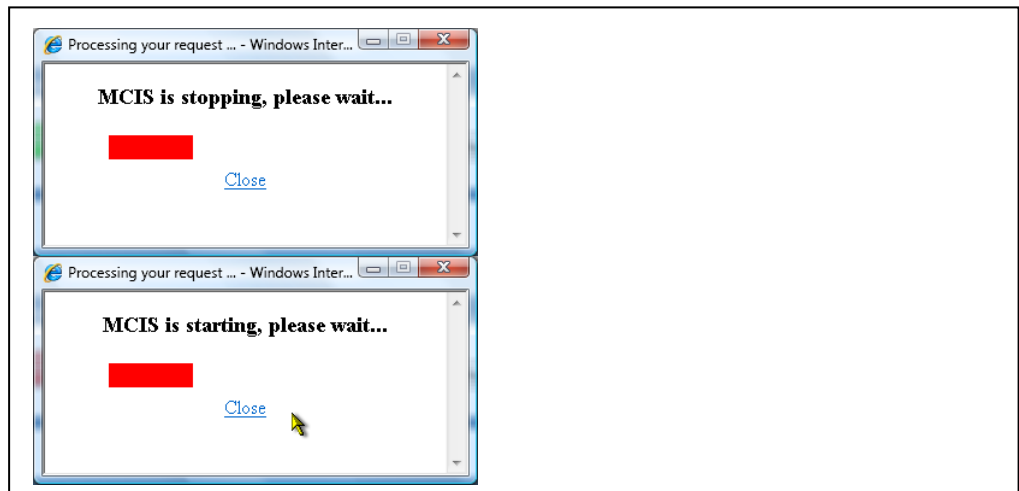 Processing your request ... - Windows Inter...
MCIS is stopping, please wait...
Close
Processing your request ... - Windows Inter...
MCIS is starting, please wait...
Close